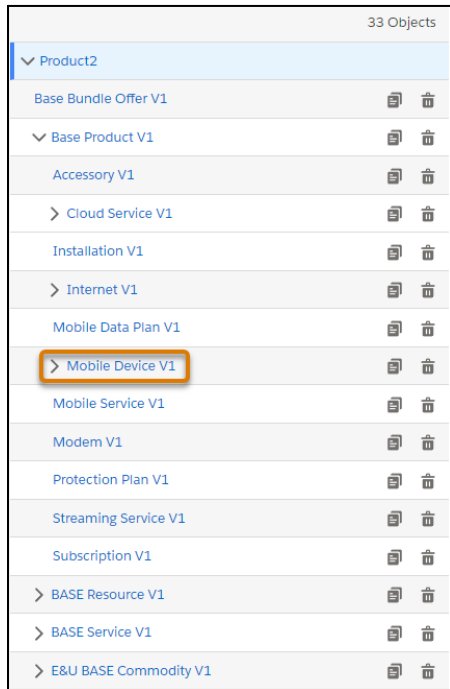 33 Objects
Product2
Base Bundle Offer V1
Base Product V1
Accessory V1
Cloud Service V1
Installation V1
Internet V1
Mobile Data Plan V1
Mobile Device V1
Mobile Service V1
Modem V1
Protection Plan V1
Streaming Service V1
Subscription V1
BASE Resource V1
BASE Service V1
E&U BASE Commodity V1